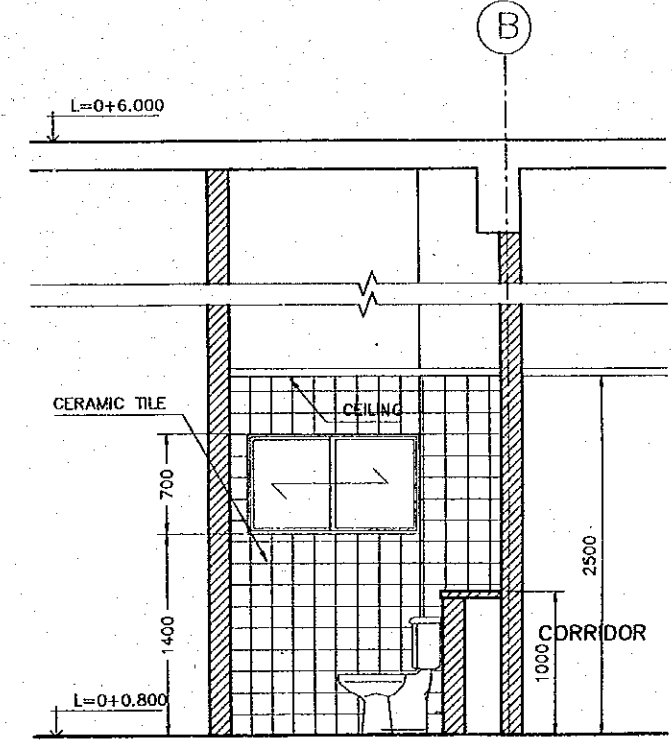 B
L=0+6.000
CERAMIC TILE
CEILING
700
2500
1400
CORRIDOR
1000
L=0+0.800